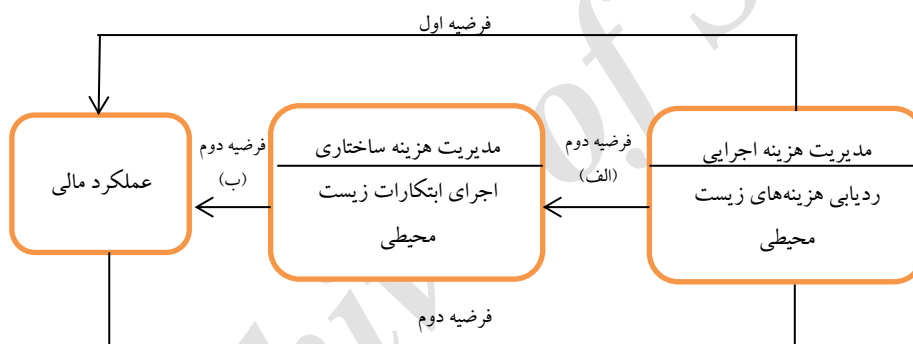 فرضیه اول
مدیریت هزینه اجرایی
ردیابی هزینه‌های زیست
محیطی
فرضیه دوم
(الف)
مدیریت هزینه ساختاری
اجرای ابتکارات زیست
محیطی
فرضیه دوم
(ب)
عملکرد مالی
فرضیه دوم